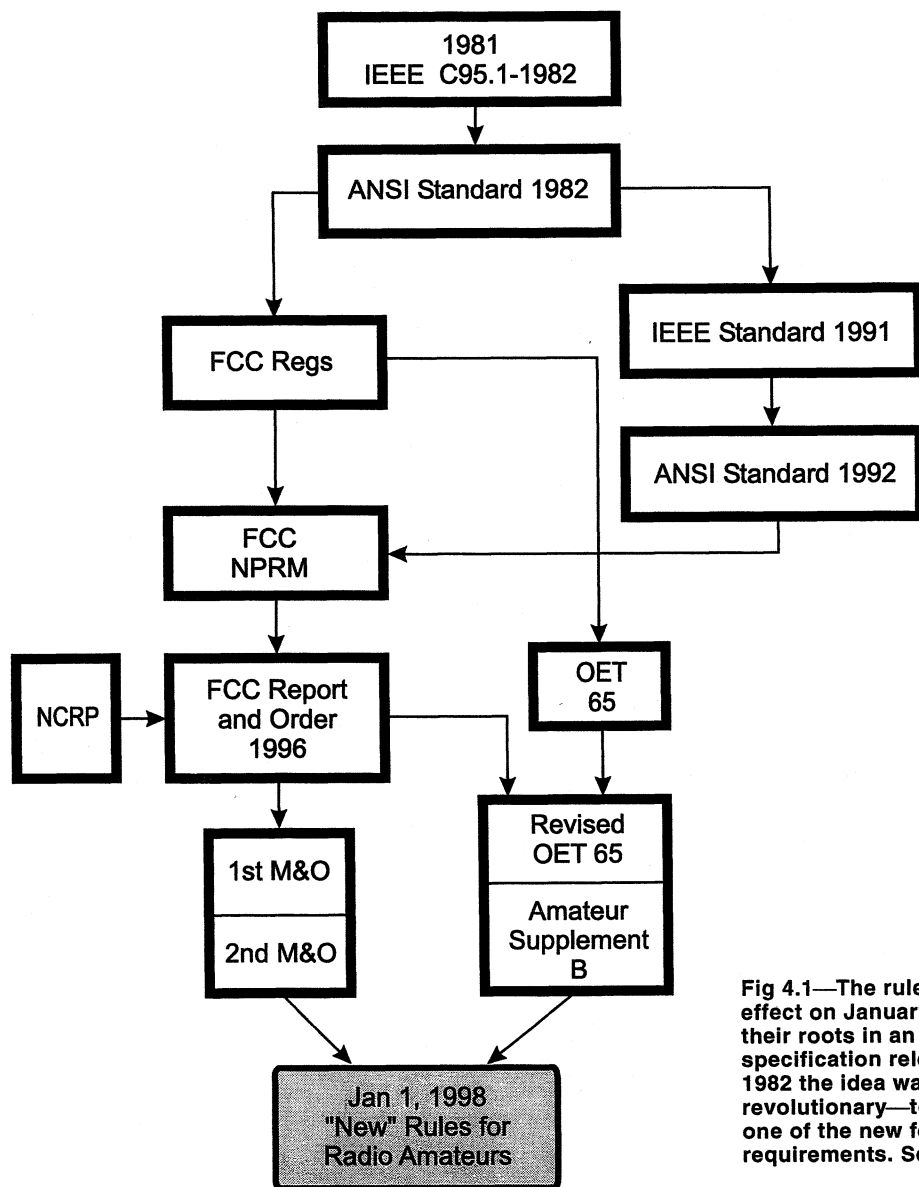 1981
IEEE C95.1-1982
ANSI Standard 1982
IEEE Standard 1991
FCC Regs
ANSI Standard 1992
FCC
NPRM
OET
65
NCRP
FCC Report
and Order
1996
Revised
OET 65
1st M&O
Amateur
Supplement
B
2nd M&O
Fig 4.1—The rule
effect on January
their roots in an
specification rele
1982 the idea wa
revolutionary—t
one of the new f
requirements. S
Jan 1, 1998
"New" Rules for
Radio Amateurs